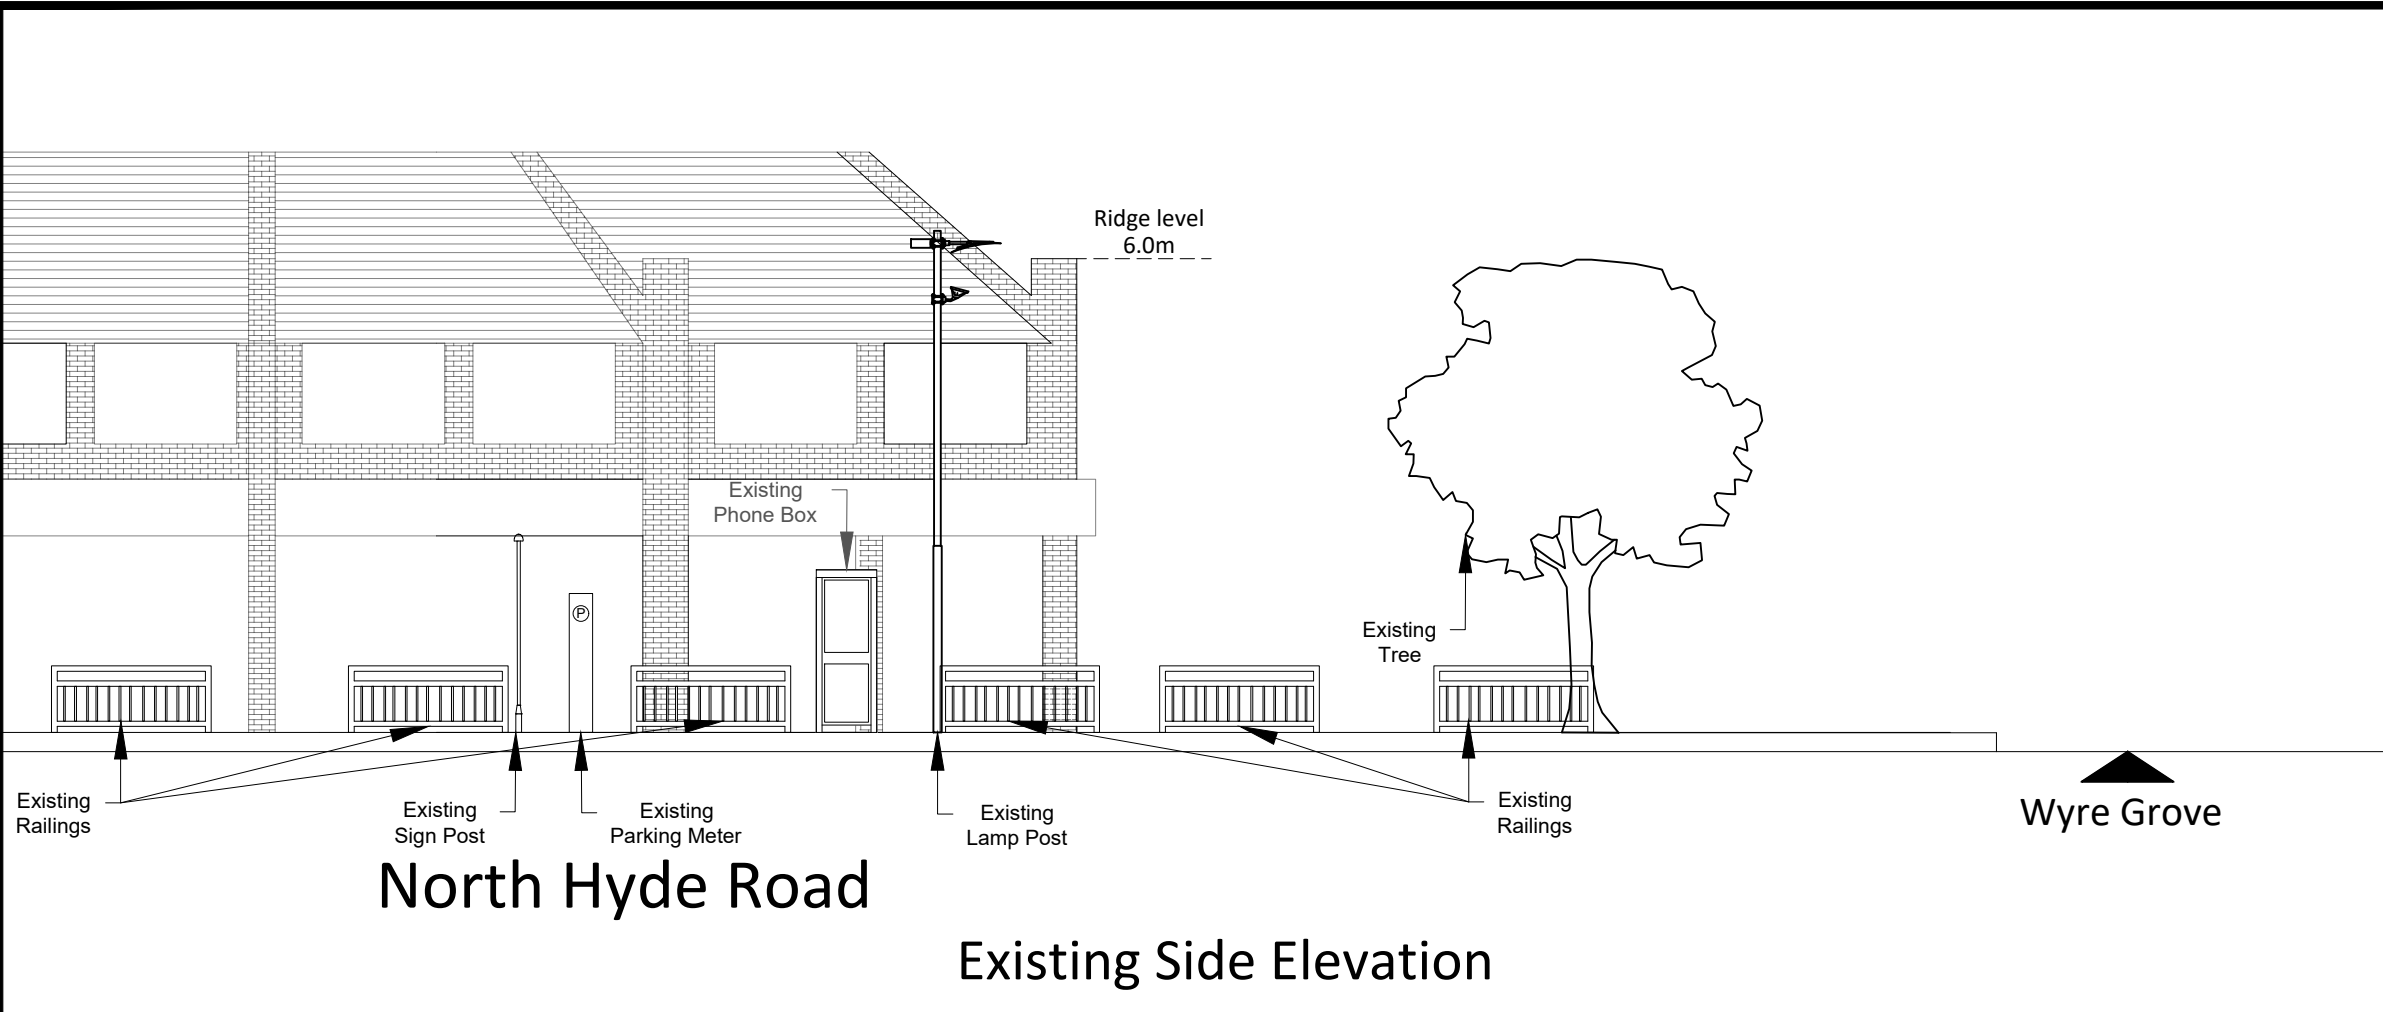 Ridge level
6.0m
Existing
Phone Box
P
Existing
Tree
Existing
Railings
Existing
Sign Post
Existing
Parking Meter
Existing
Lamp Post
Existing
Railings
Wyre Grove
North Hyde Road
Existing Side Elevation